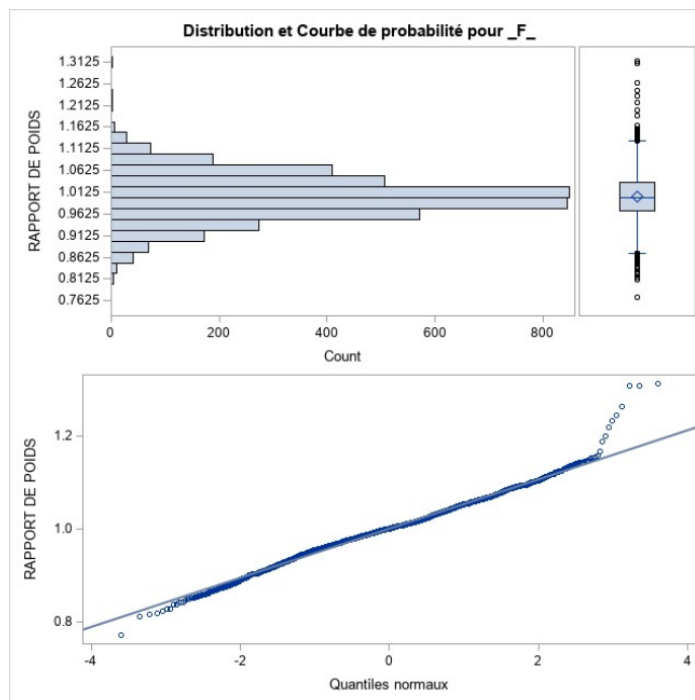 Distribution et Courbe de probabilité pour _F_
RAPPORT DE POIDS
1.3125
1.2625
1.2125
1.1625
1.1125
1.0625
1.0125
0.9625
0.9125
0.8625
0.8125
0.7625
0 200 400 600 800
Count
RAPPORT DE POIDS
1.2
1.0
0.8
-4 -2 0 2 4
Quantiles normaux